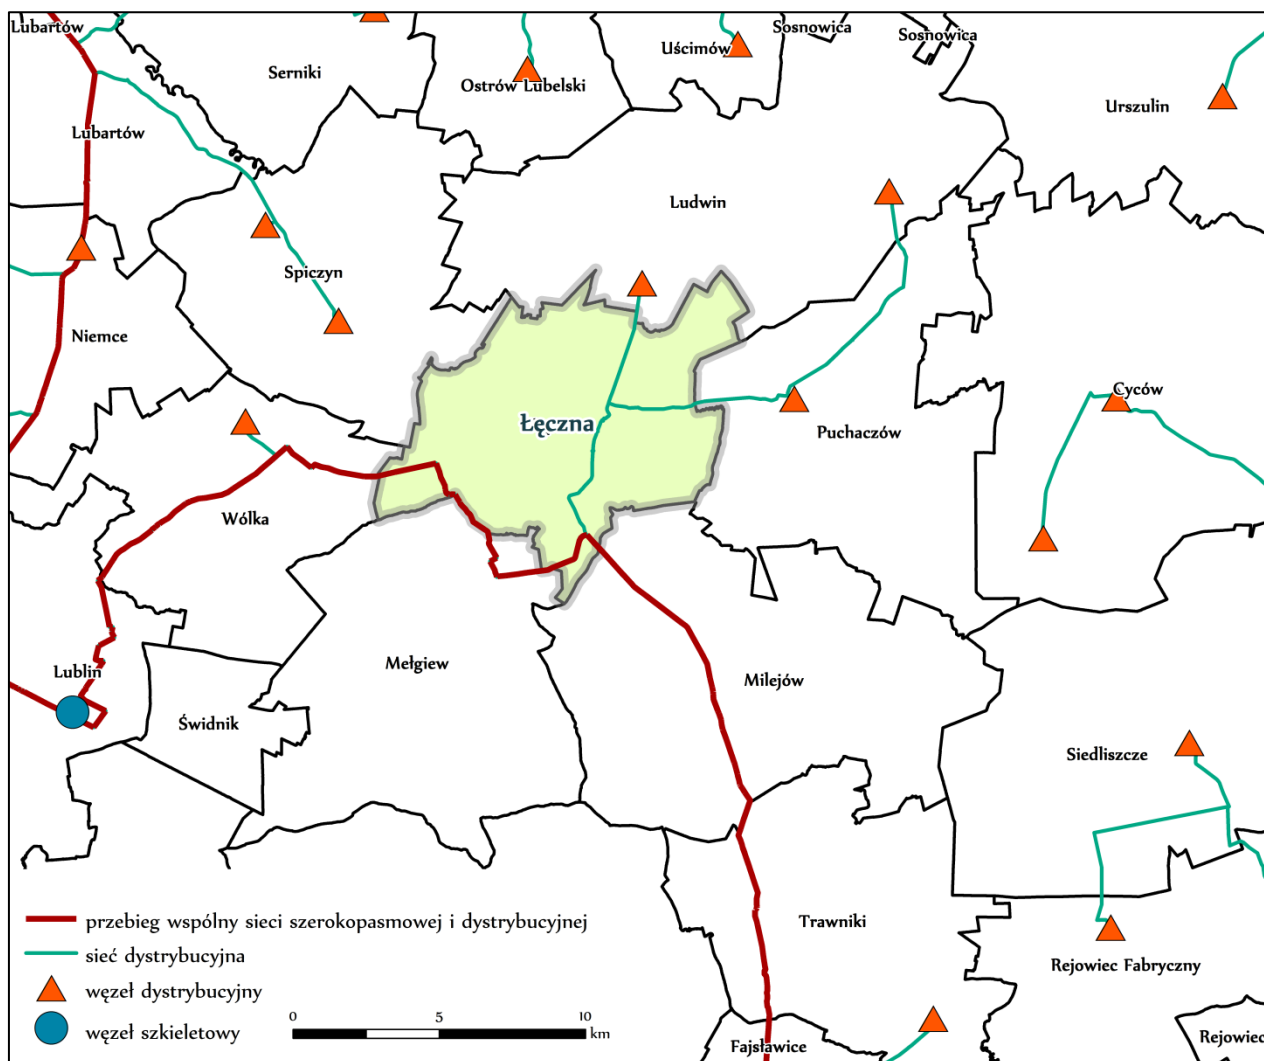 Lubartów
Sosnowica
Sosnowica
Uścimów
Serniki
Ostrów Lubelski
Urszulin
Lubartów
Ludwin
Spiczyn
Niemce
Cyców
Łęczna
Puchaczów
Wólka
Mełgiew
Lublin
Milejów
Świdnik
Siedliszcze
przebieg wspólny sieci szerokopasmowej i dystrybucyjnej
Trawniki
sieć dystrybucyjna
Rejowiec Fabryczny
węzeł dystrybucyjny
0 5 10
km
węzeł szkieletowy
Fajsławice
Rejowiec